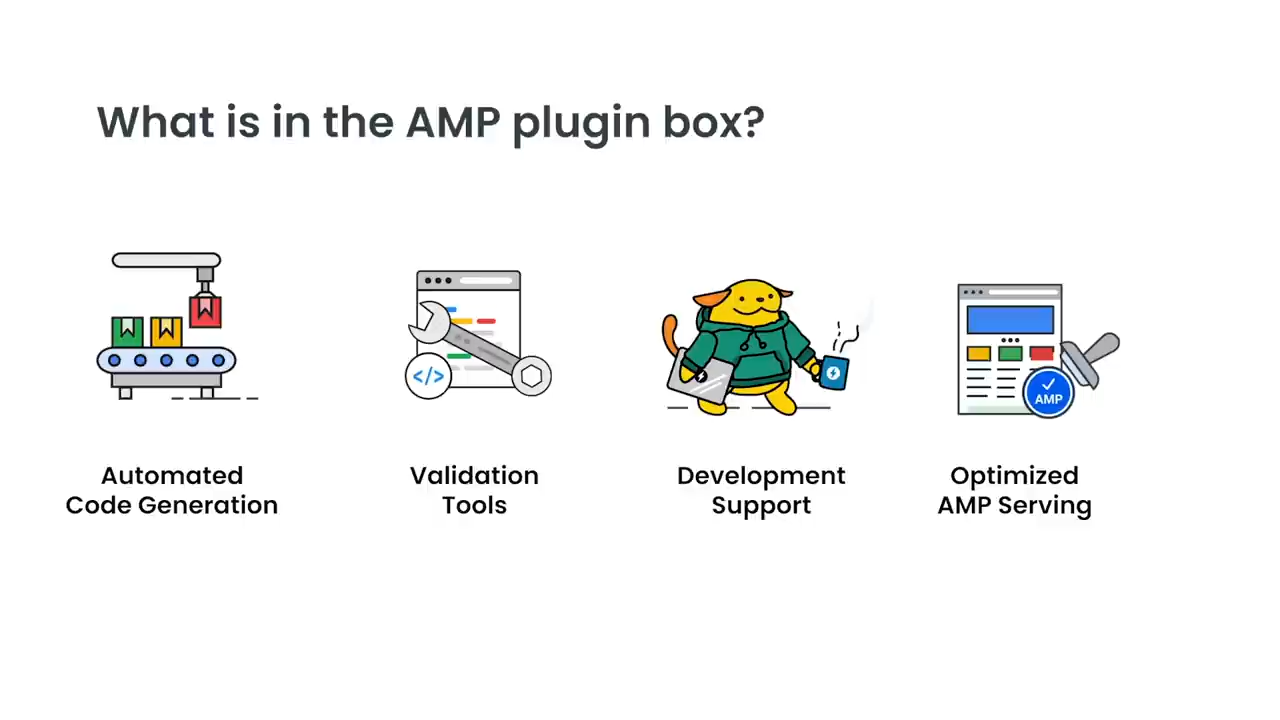 What is in the AMP plugin box?
</>
AMP
Automated
Code Generation
Validation
Tools
Development
Support
Optimized
AMP Serving